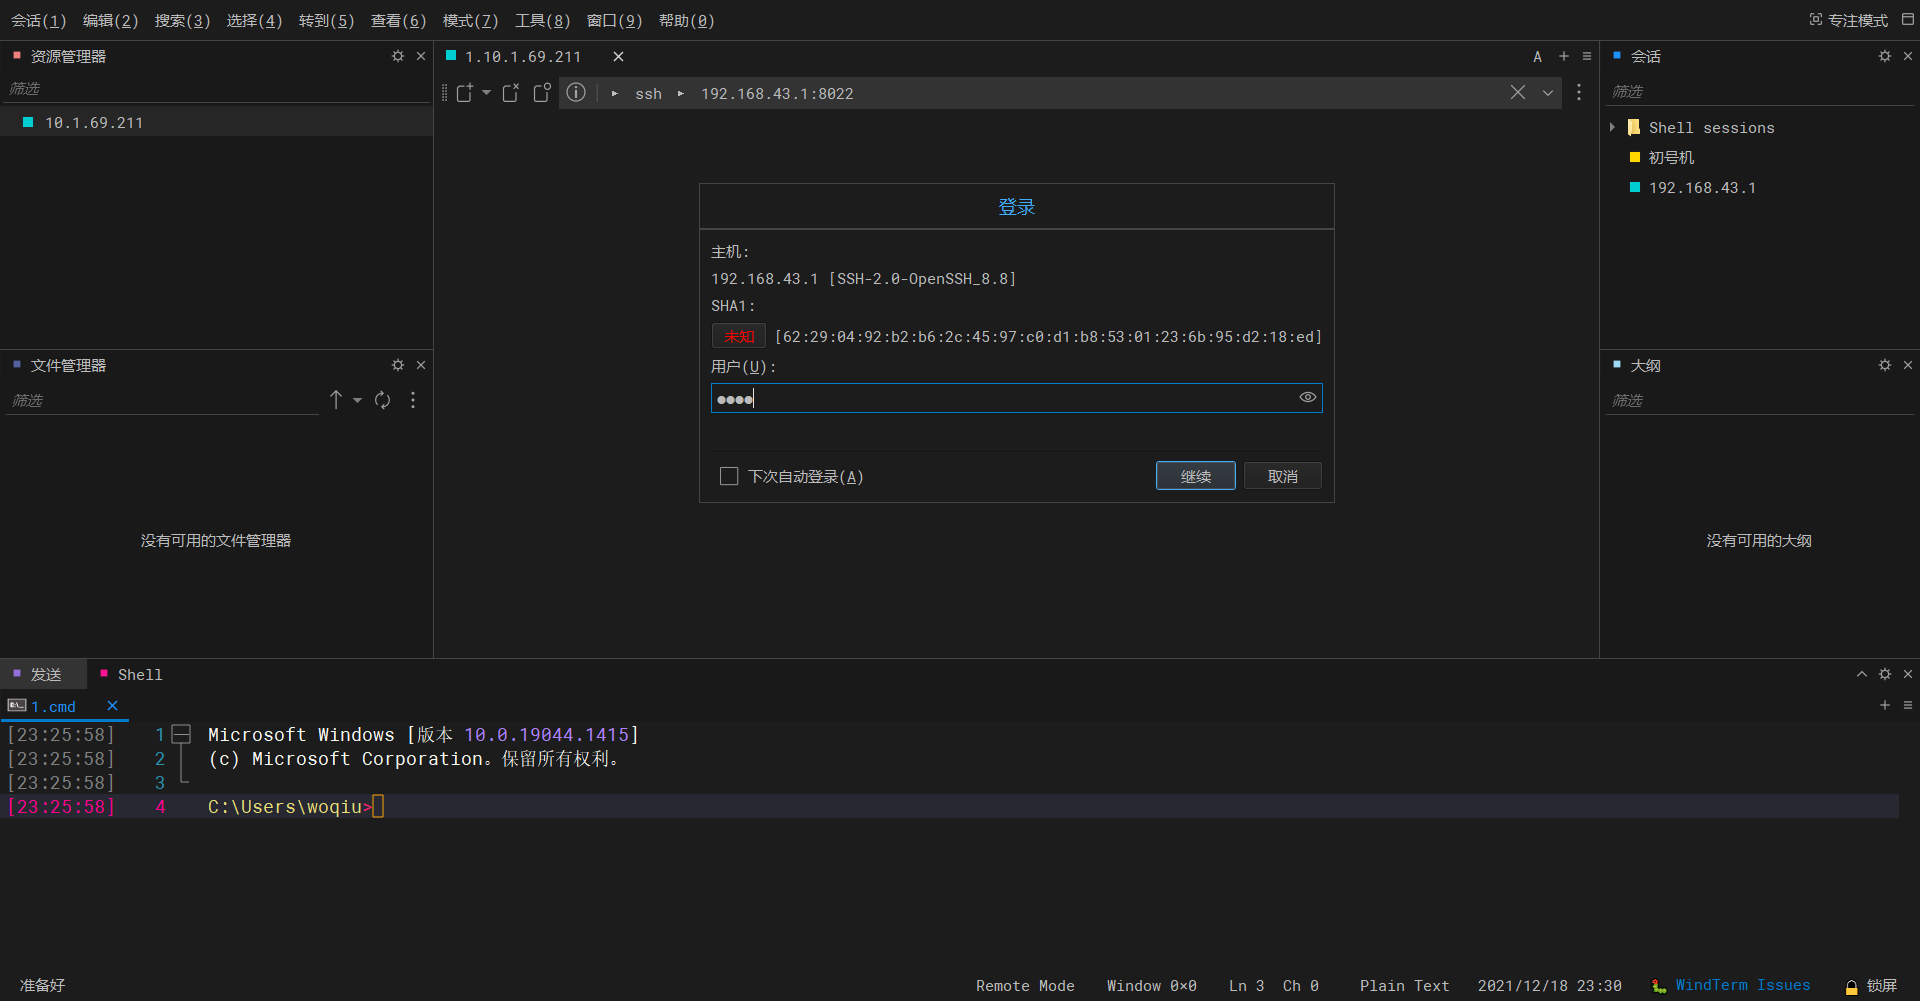 会话(1) 编辑(2) 搜索(3) 选择(4) 转到(5) 查看(6) 模式(7) 工具(8) 窗口(9) 帮助(0) 专注模式
资源管理器
筛选
10.1.69.211
1.10.1.69.211
A
ssh 192.168.43.1:8022
登录
主机:
192.168.43.1 [SSH-2.0-OpenSSH_8.8]
SHA1:
未知 [62:29:04:92:b2:b6:2c:45:97:c0:d1:b8:53:01:23:6b:95:d2:18:ed]
用户(U):
●●●●
下次自动登录(A) 继续 取消
会话
筛选
Shell sessions
初号机
192.168.43.1
文件管理器
筛选
没有可用的文件管理器
大纲
筛选
没有可用的大纲
发送 Shell
1.cmd
[23:25:58] 1 Microsoft Windows [版本 10.0.19044.1415]
[23:25:58] 2 (c) Microsoft Corporation。保留所有权利。
[23:25:58] 3
[23:25:58] 4 C:\Users\woqiu>
准备好 Remote Mode Window 0×0 Ln 3 Ch 0 Plain Text 2021/12/18 23:30 WindTerm Issues 锁屏